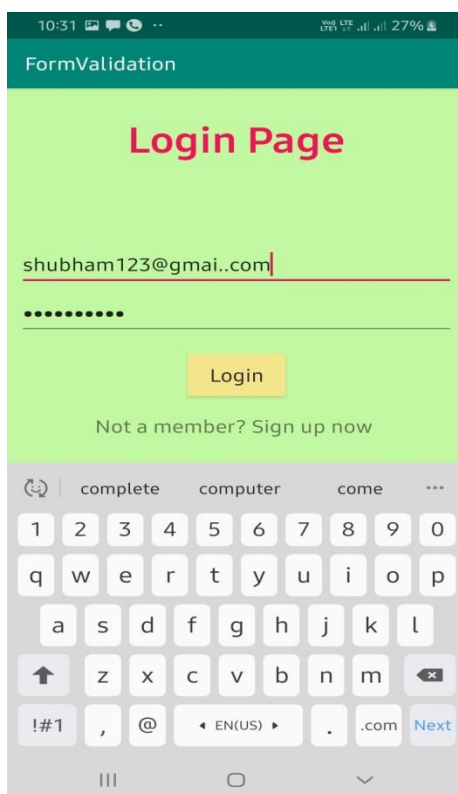 10:31 27%
FormValidation
Login Page
shubham123@gmai..com
••••••••••
Login
Not a member? Sign up now
complete computer come ...
1 2 3 4 5 6 7 8 9 0
q w e r t y u i o p
a s d f g h j k l
z x c v b n m
!#1 , @ EN(US) . .com Next